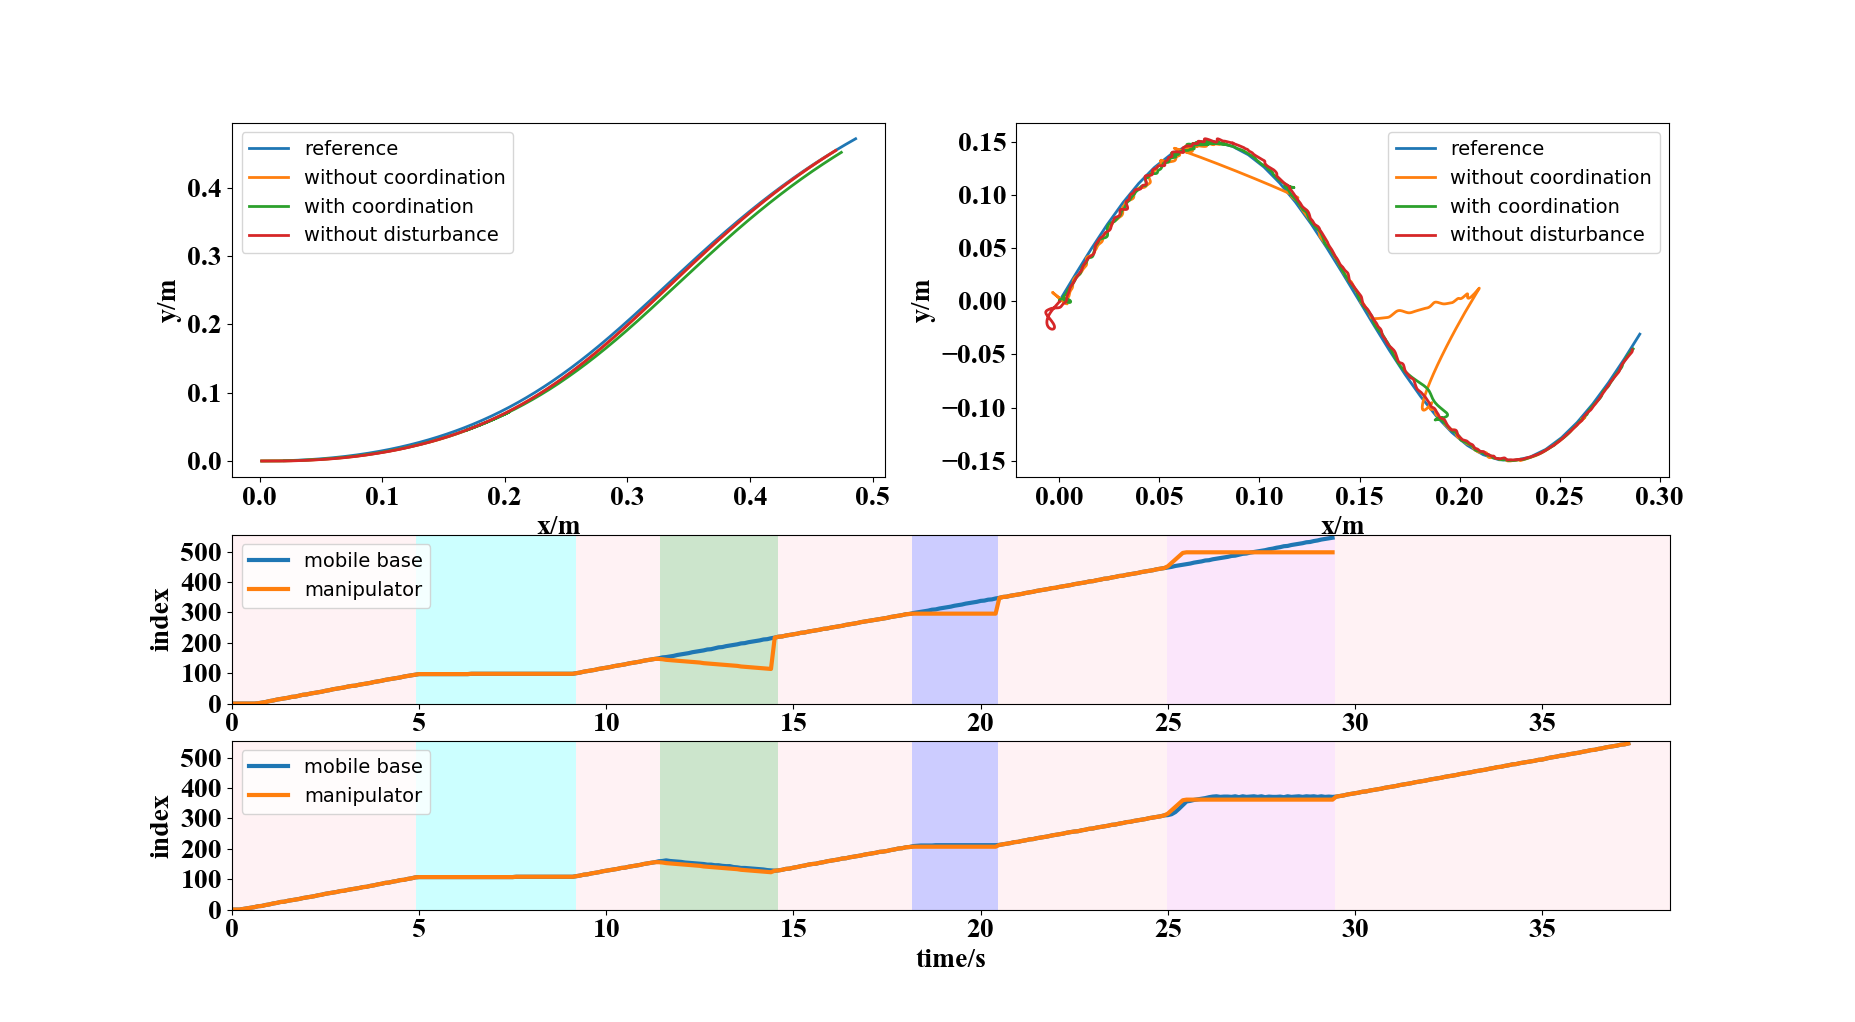 reference
without coordination
with coordination
without disturbance
0.4
0.3
0.2
0.1
0.0
y/m
0.0 0.1 0.2 0.3 0.4 0.5
x/m
reference
without coordination
with coordination
without disturbance
0.15
0.10
0.05
0.00
−0.05
−0.10
−0.15
y/m
0.00 0.05 0.10 0.15 0.20 0.25 0.30
x/m
mobile base
manipulator
500
400
300
200
100
0
index
0 5 10 15 20 25 30 35
mobile base
manipulator
500
400
300
200
100
0
index
0 5 10 15 20 25 30 35
time/s